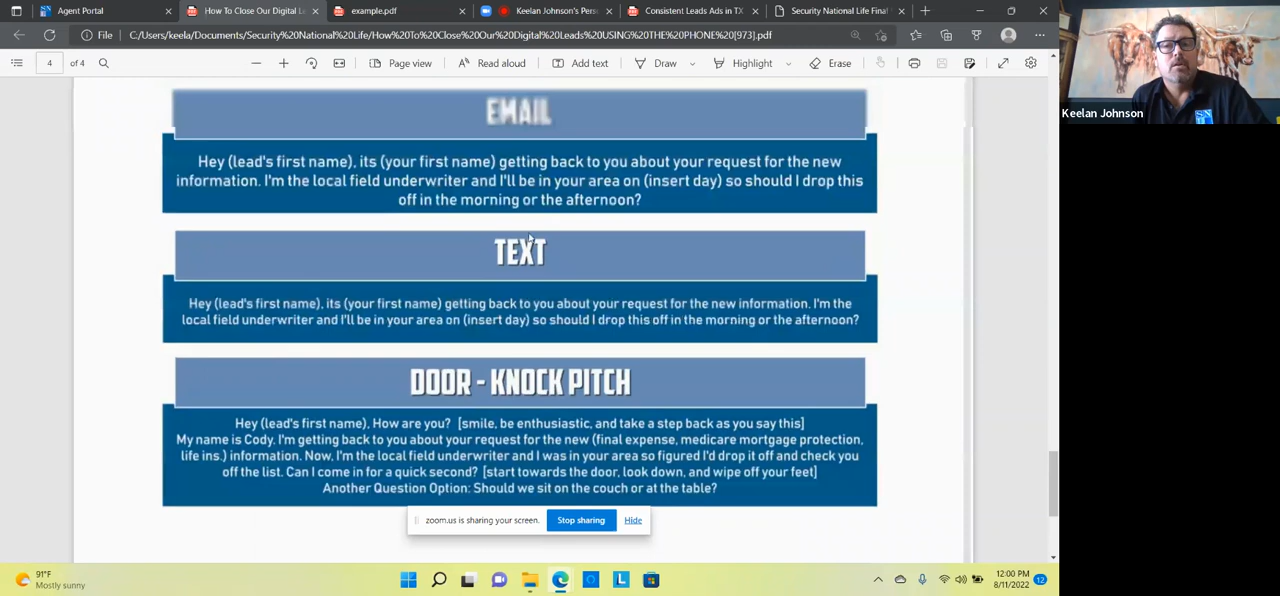 Agent Portal
How To Close Our Digital Le
example.pdf
Keelan Johnson's Pers
Consistent Leads Ads in TX
Security National Life Final
File
C:/Users/keela/Documents/Security%20National%20Life/How%20To%20Close%20Our%20Digital%20Leads%20USING%20THE%20PHONE%20[973].pdf
4 of 4
Page view
Read aloud
Add text
Draw
Highlight
Erase
Keelan Johnson
EMAIL
Hey (lead's first name), its (your first name) getting back to you about your request for the new
information. I'm the local field underwriter and I'll be in your area on (insert day) so should I drop this
off in the morning or the afternoon?
TEXT
Hey (lead's first name), its (your first name) getting back to you about your request for the new information. I'm the
local field underwriter and I'll be in your area on (insert day) so should I drop this off in the morning or the afternoon?
DOOR - KNOCK PITCH
Hey (lead's first name), How are you? [smile, be enthusiastic, and take a step back as you say this]
My name is Cody, I'm getting back to you about your request for the new (final expense, medicare mortgage protection,
life ins.) information. Now, I'm the local field underwriter and I was in your area so figured I'd drop it off and check you
off the list. Can I come in for a quick second? [start towards the door, look down, and wipe off your feet]
Another Question Option: Should we sit on the couch or at the table?
zoom.us is sharing your screen.
Stop sharing
Hide
91°F
Mostly sunny
12:00 PM
8/11/2022
12